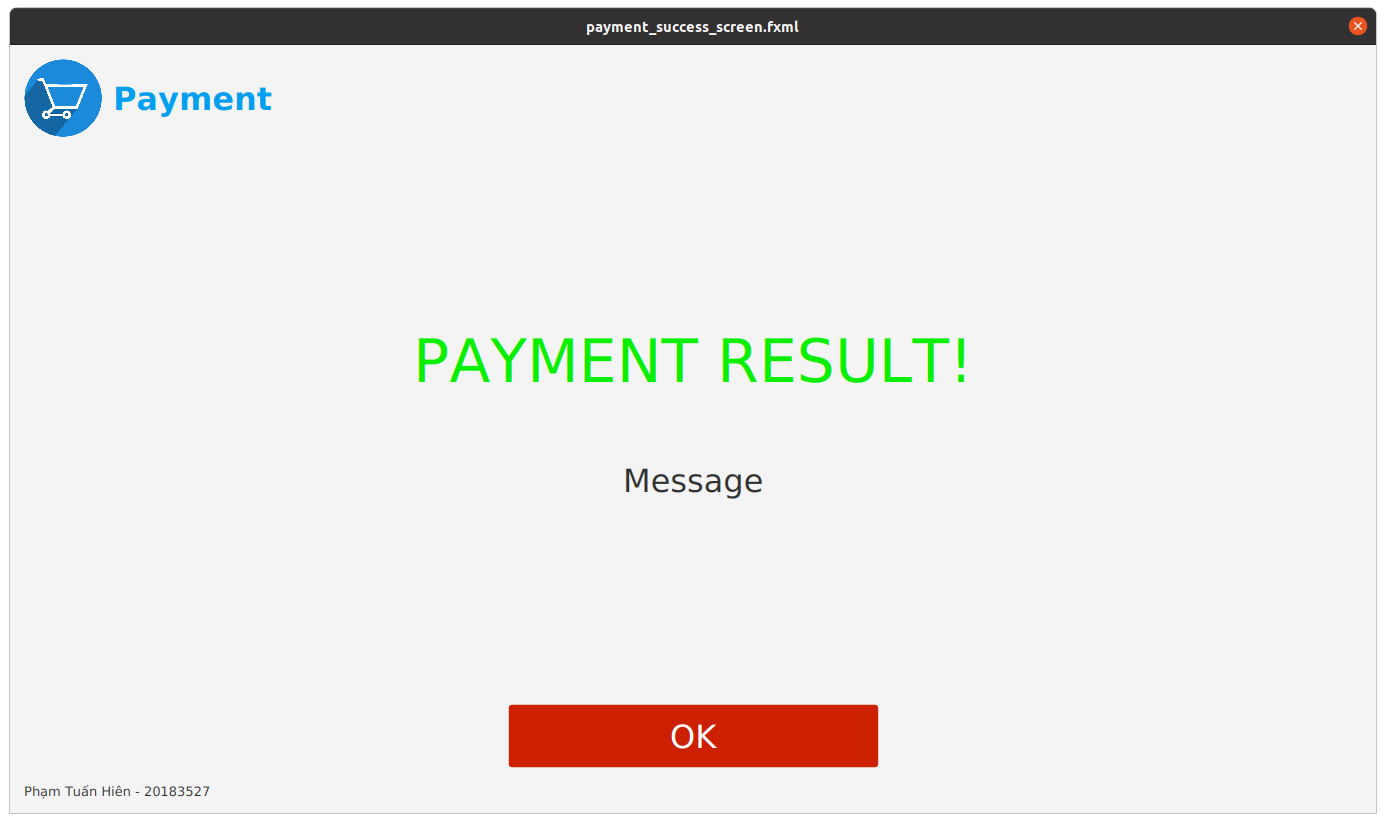 payment_success_screen.fxml
Payment
PAYMENT RESULT!
Message
OK
Phạm Tuấn Hiên - 20183527